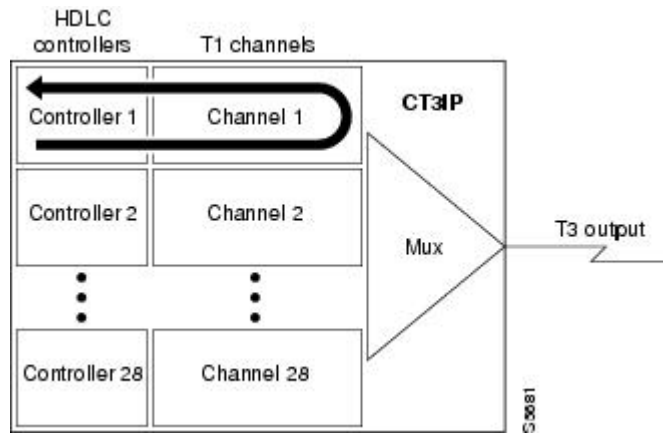 HDLC
controllers
T1 channels
CT3IP
Controller 1
Channel 1
Controller 2
Channel 2
Mux
T3 output
Controller 28
Channel 28
S5681